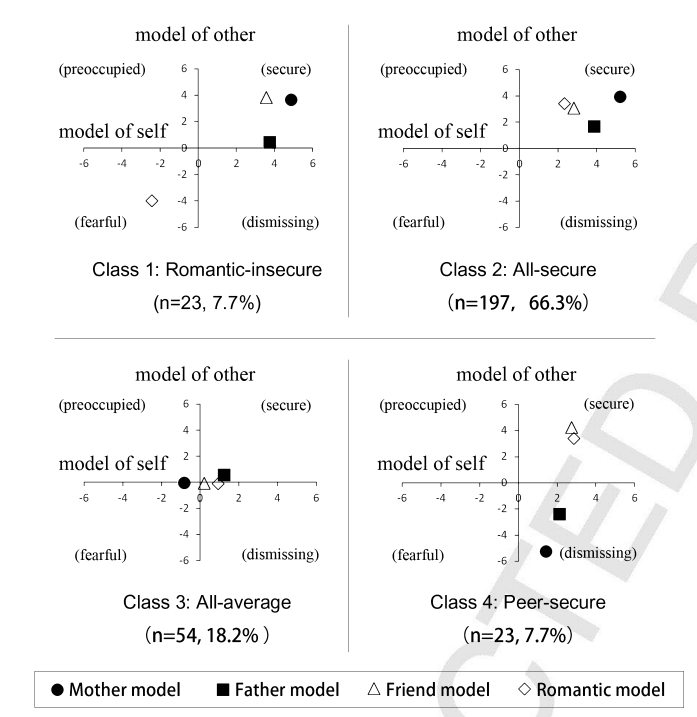 model of other
(preoccupied) 6 (secure)
4
2
model of self 0
-6 -4 -2 0 2 4 6
-2
-4
(fearful) -6 (dismissing)
Class 1: Romantic-insecure
(n=23, 7.7%)
model of other
(preoccupied) 6 (secure)
4
2
model of self 0
-6 -4 -2 0 2 4 6
-2
-4
(fearful) -6 (dismissing)
Class 2: All-secure
(n=197, 66.3%)
model of other
(preoccupied) 6 (secure)
4
2
model of self 0
-6 -4 -2 0 2 4 6
-2
-4
(fearful) -6 (dismissing)
Class 3: All-average
(n=54, 18.2% )
model of other
(preoccupied) 6 (secure)
4
2
model of self 0
-6 -4 -2 0 2 4 6
-2
-4
(fearful) -6 (dismissing)
Class 4: Peer-secure
(n=23, 7.7%)
Mother model Father model Friend model Romantic model
CTED